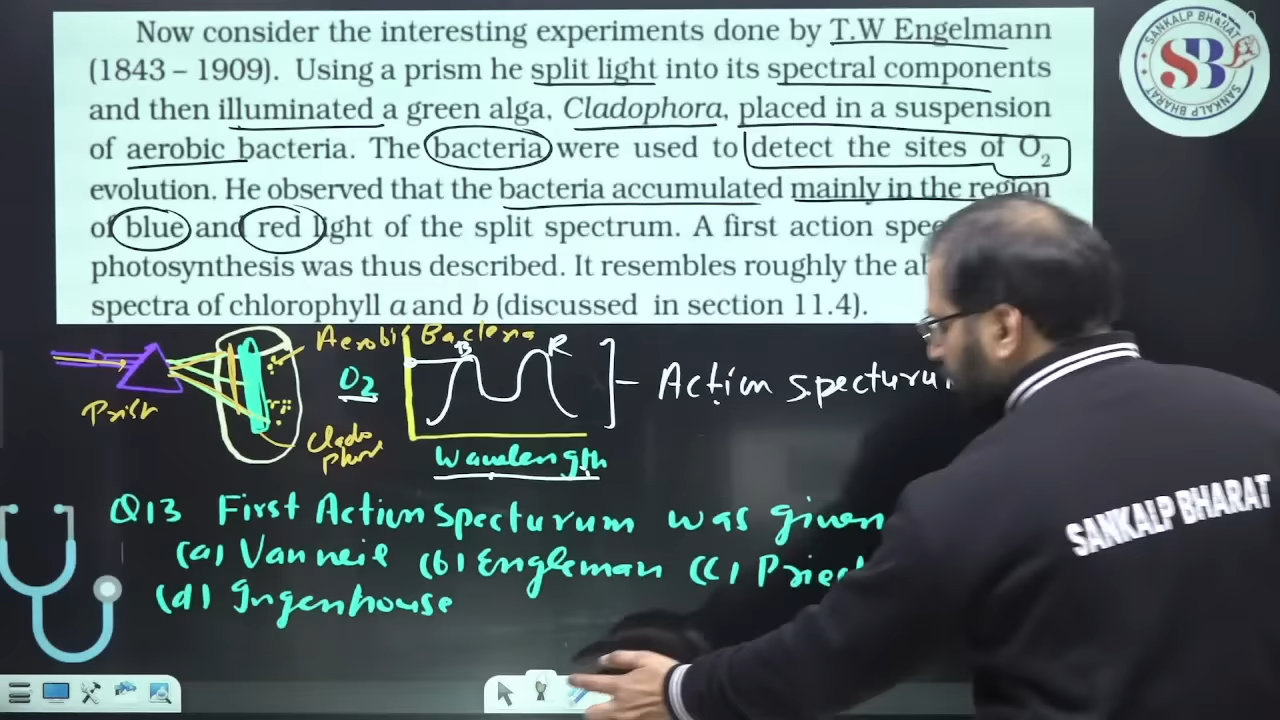 Now consider the interesting experiments done by T.W Engelmann
(1843 – 1909). Using a prism he split light into its spectral components
and then illuminated a green alga, Cladophora, placed in a suspension
of aerobic bacteria. The bacteria were used to detect the sites of O₂
evolution. He observed that the bacteria accumulated mainly in the region
of blue and red light of the split spectrum. A first action
photosynthesis was thus described. It resembles roughly the
spectra of chlorophyll a and b (discussed in section 11.4).
SANKALP BHARAT
SB
SANKALP BHARAT
Aerobic Bacteria
B
R
O2
Action specturum
Prism
Clado
phora
Wavelength
Q13 First Action specturum was given
(a) Vanneil (b) Engleman (c)
(d) Ingenhouse
SANKALP BHARAT